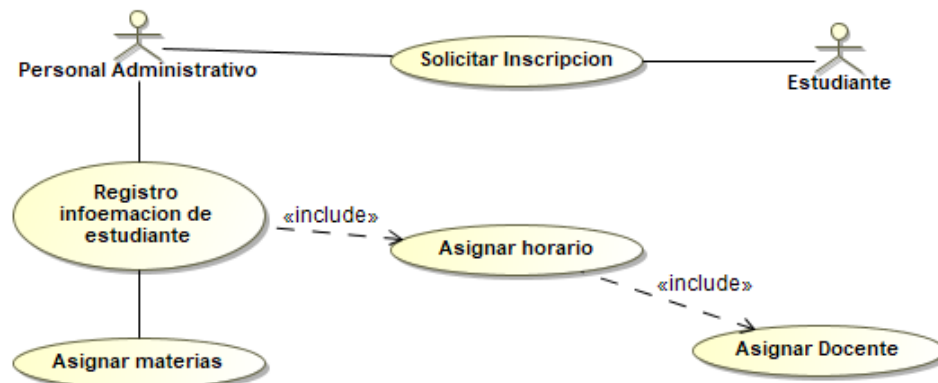 Personal Administrativo
Solicitar Inscripcion
Estudiante
Registro
infoemacion de
estudiante
«include»
Asignar horario
«include»
Asignar materias
Asignar Docente